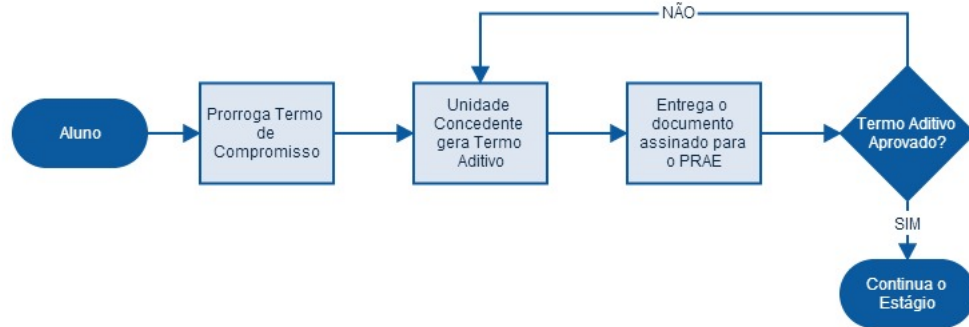 NÃO
Aluno
Prorroga Termo
de
Compromisso
Unidade
Concedente
gera Termo
Aditivo
Entrega o
documento
assinado para
o PRAE
Termo Aditivo
Aprovado?
SIM
Continua o
Estágio